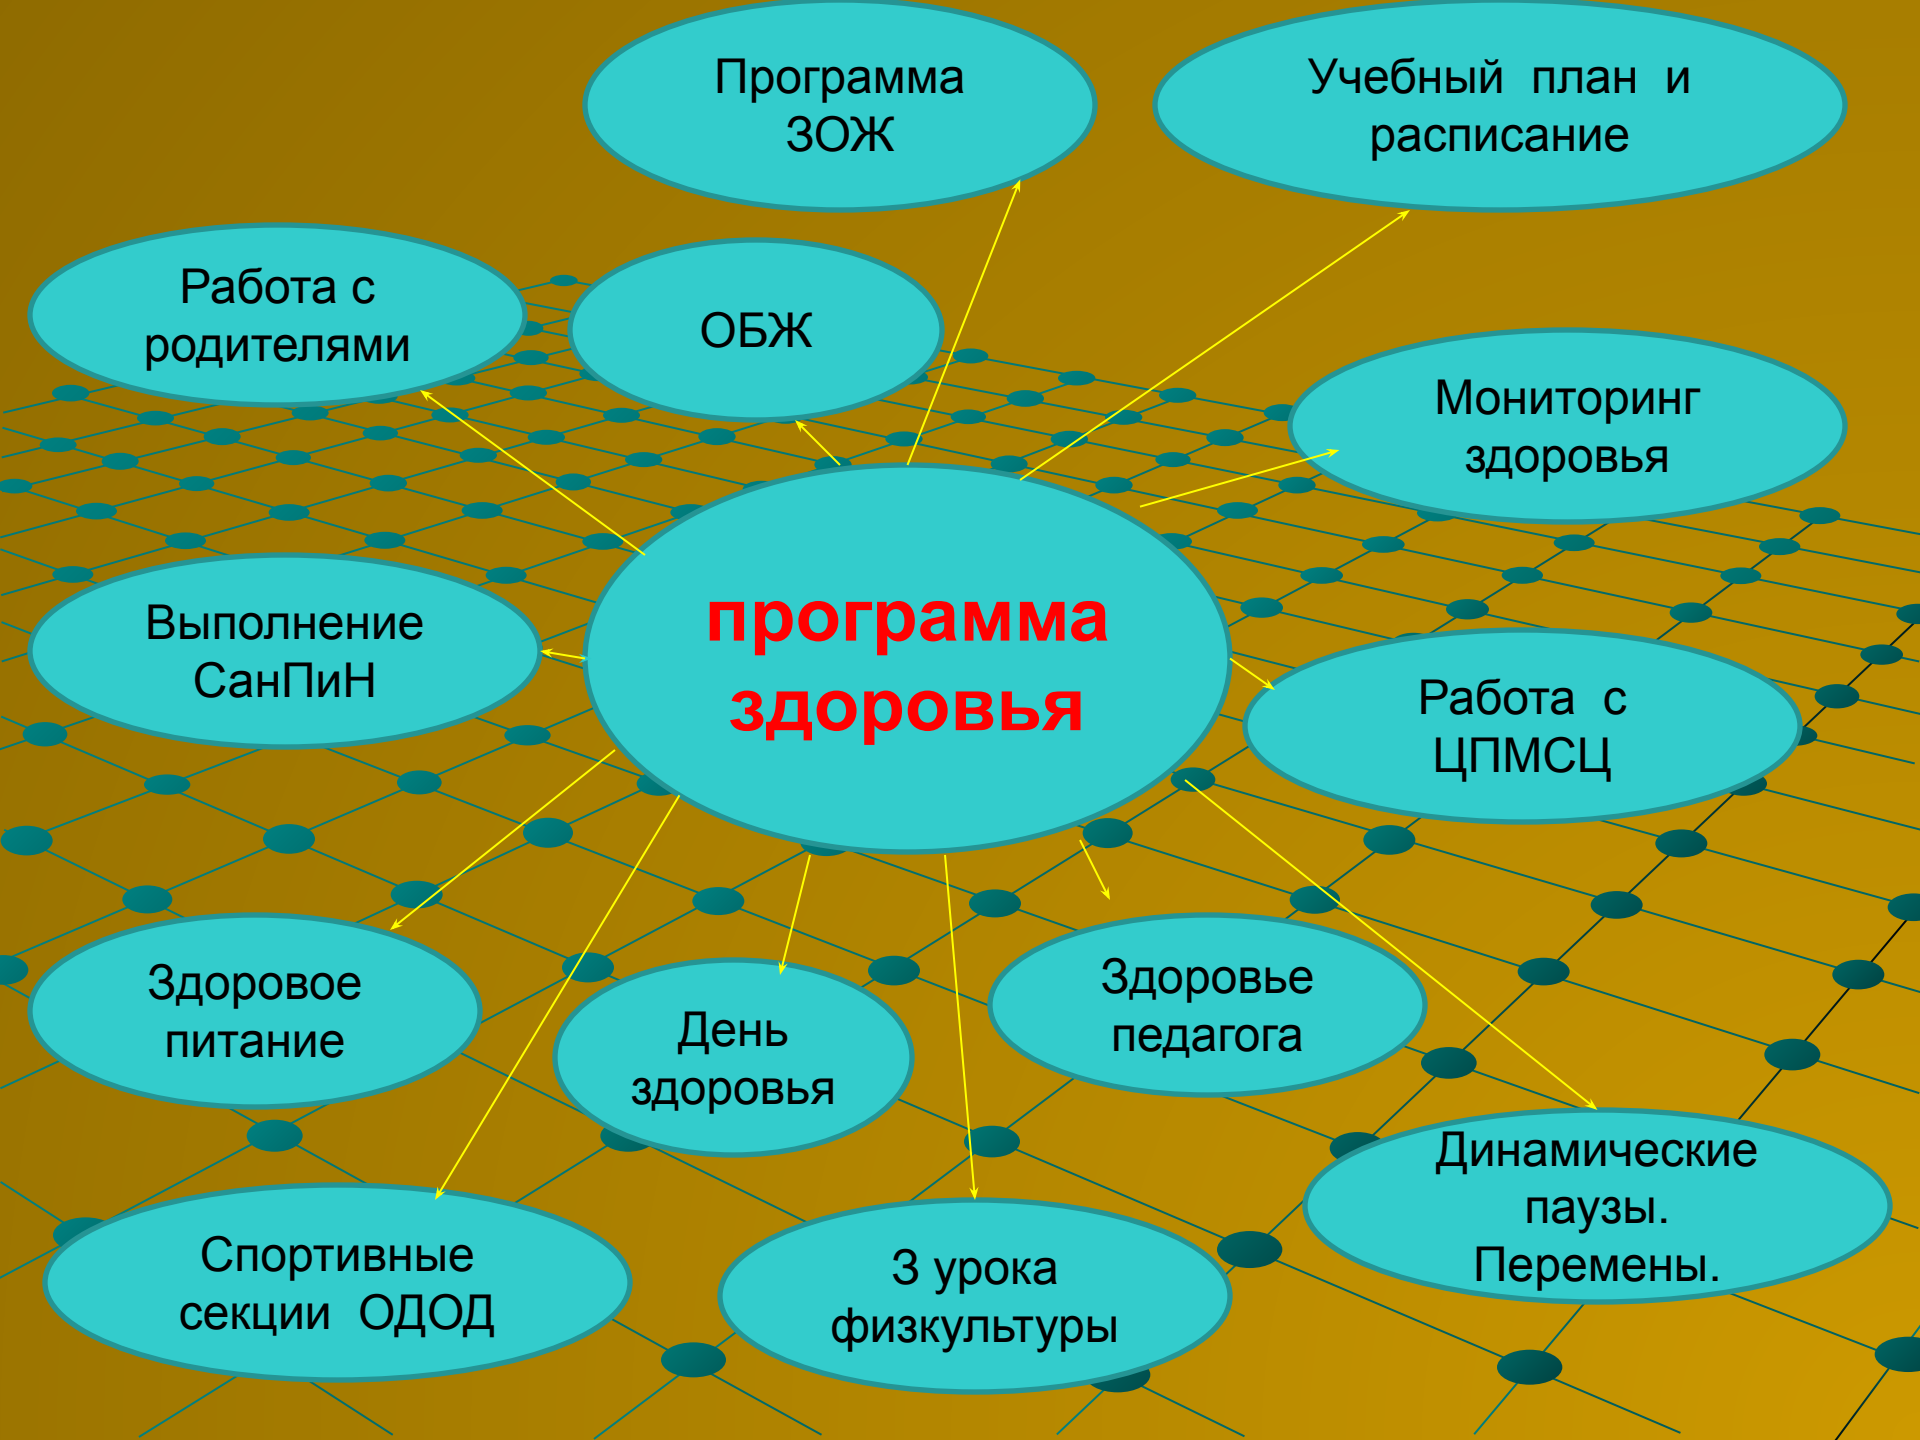 Программа
ЗОЖ
Учебный план и
расписание
Работа с
родителями
ОБЖ
Мониторинг
здоровья
Выполнение
СанПиН
программа
здоровья
Работа с
ЦПМСЦ
Здоровое
питание
День
здоровья
Здоровье
педагога
Динамические
паузы.
Перемены.
Спортивные
секции ОДОД
3 урока
физкультуры